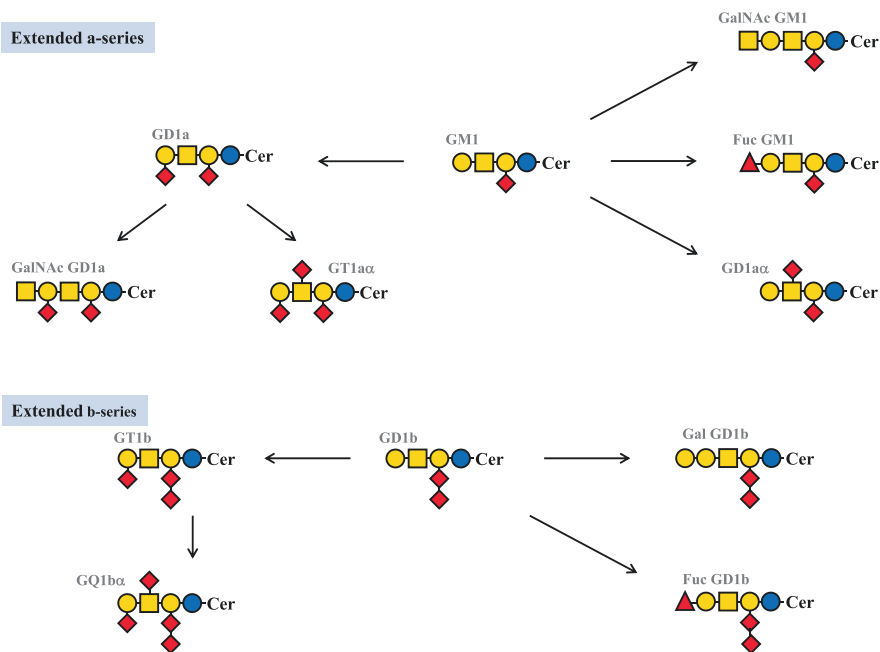 GalNAc GM1
Extended a-series
Cer
GD1a
GM1
Fuc GM1
Cer
Cer
Cer
GalNAc GD1a
GT1aα
GD1aα
Cer
Cer
Cer
Extended b-series
GT1b
GD1b
Gal GD1b
Cer
Cer
Cer
GQ1bα
Fuc GD1b
Cer
Cer